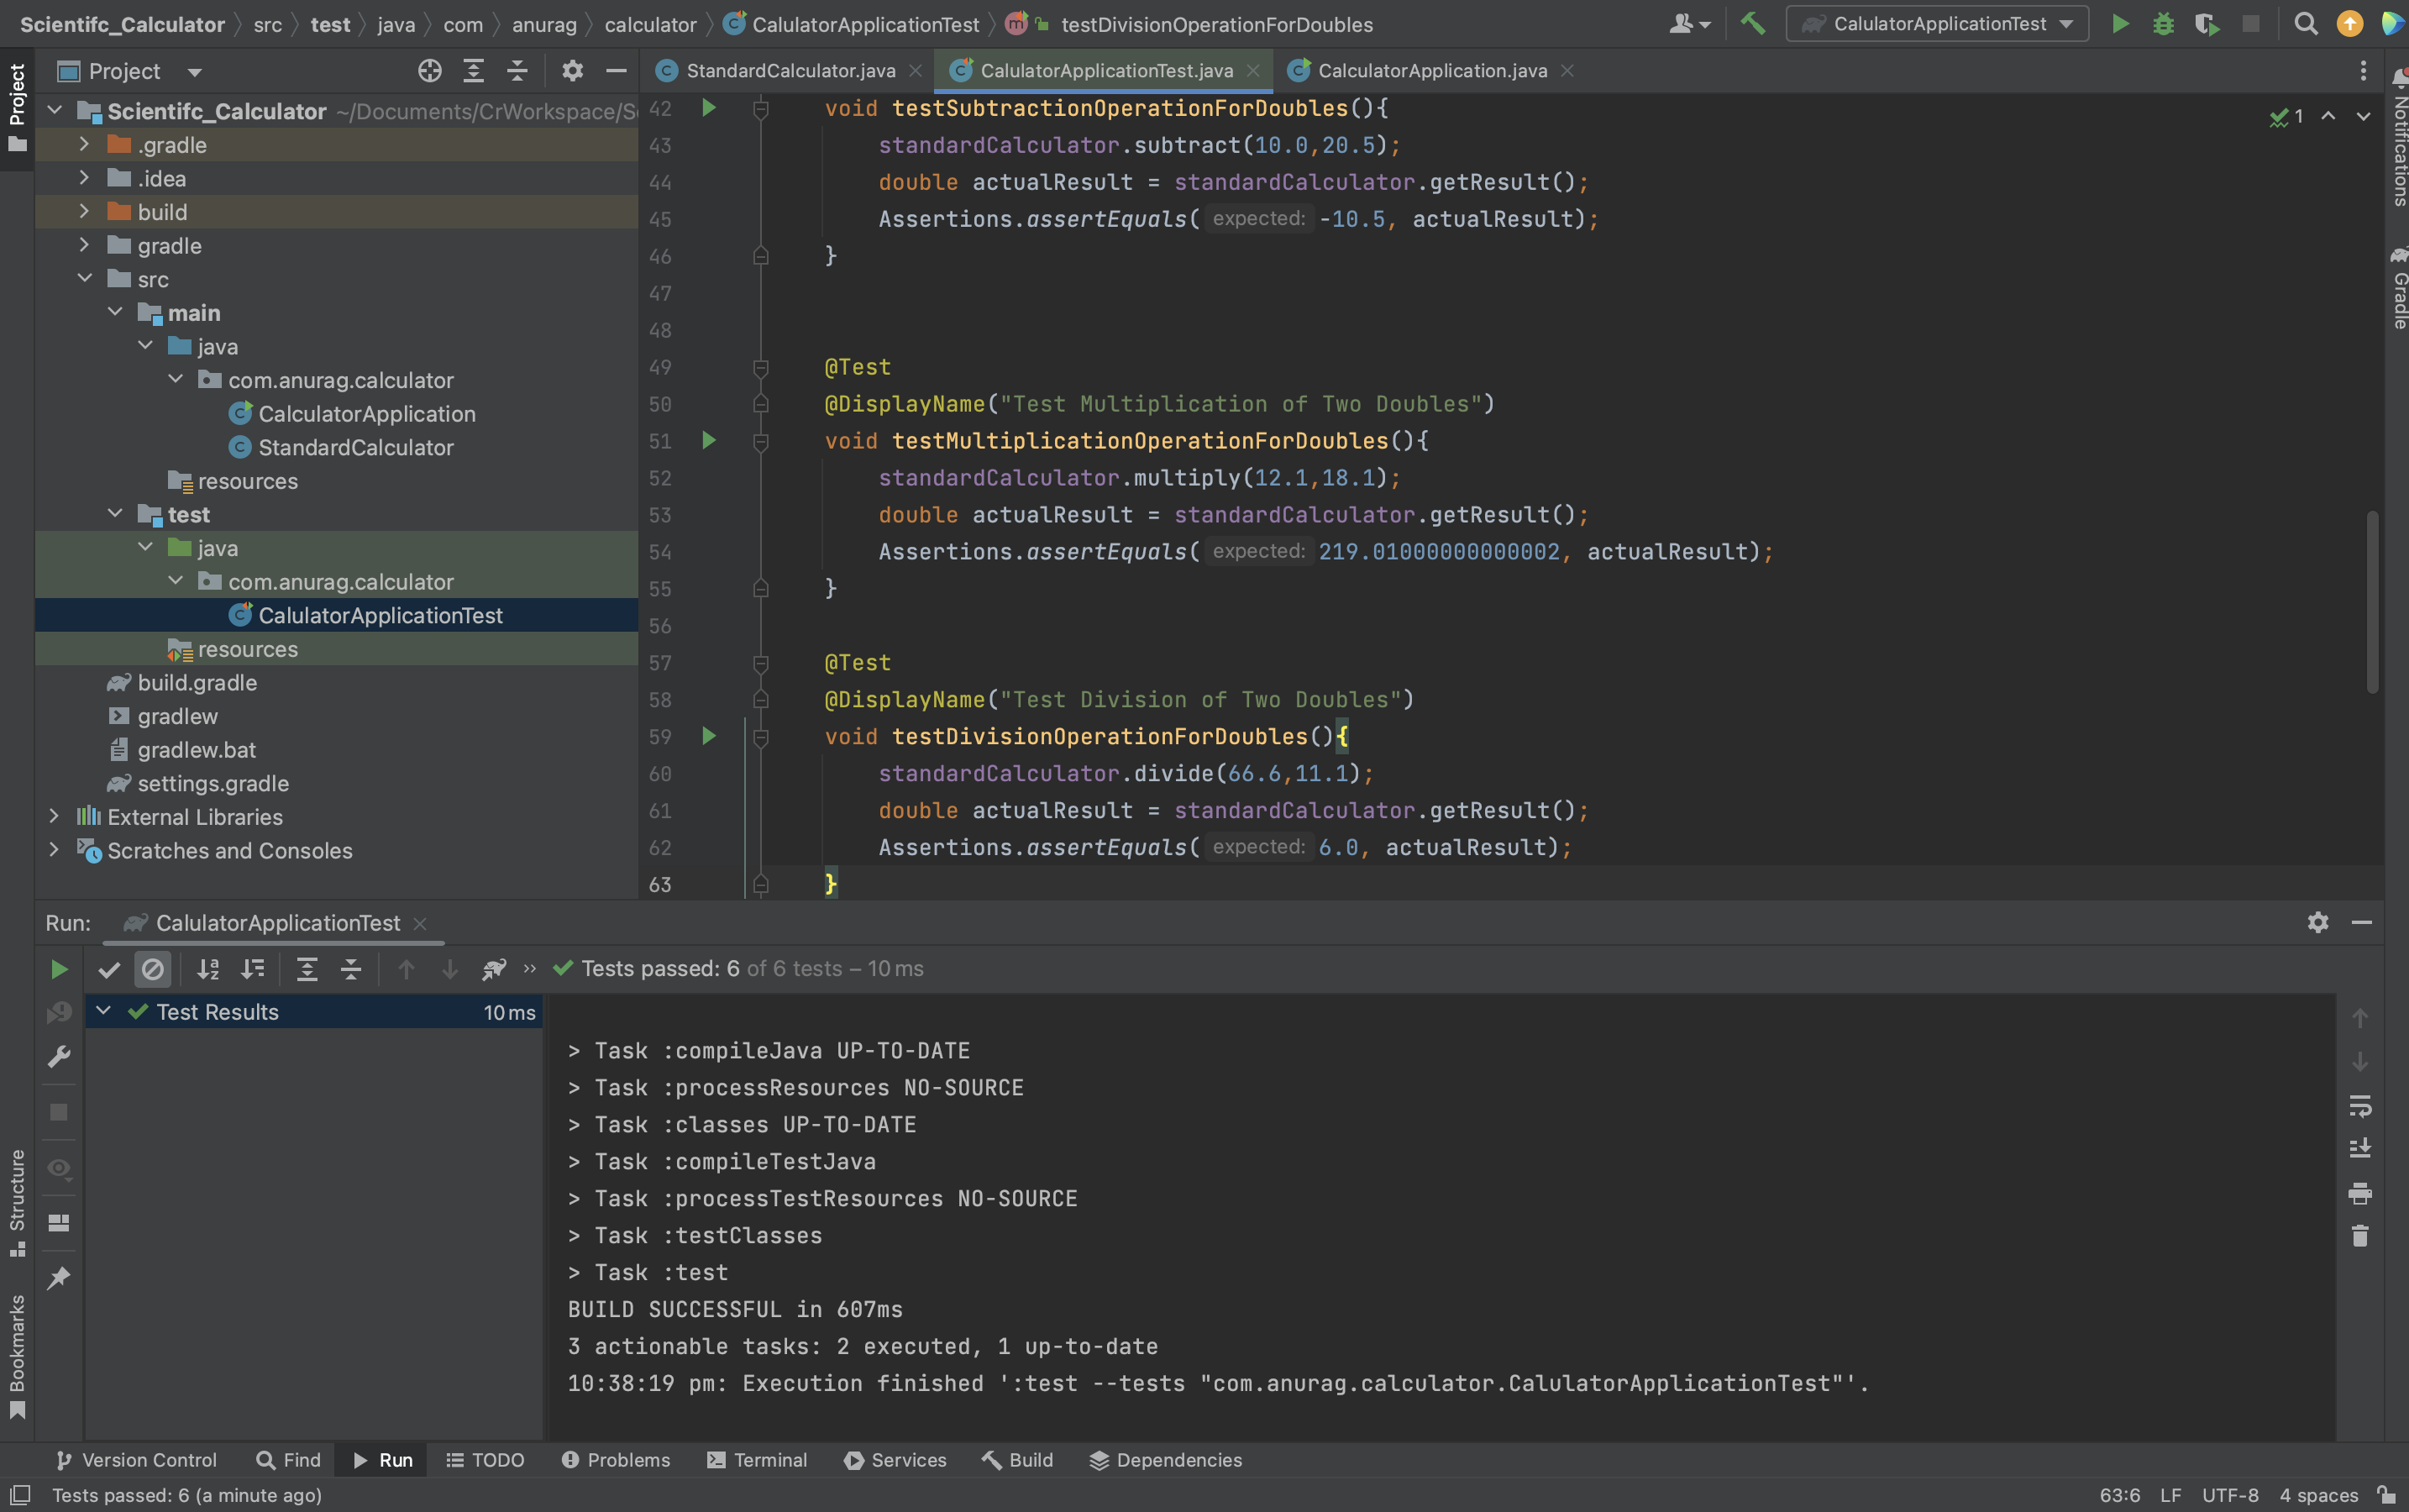 Scientifc_Calculator src test java com anurag calculator CalulatorApplicationTest testDivisionOperationForDoubles CalulatorApplicationTest
Project
Project
StandardCalculator.java CalulatorApplicationTest.java CalculatorApplication.java
Notifications
Gradle
Scientifc_Calculator ~/Documents/CrWorkspace/Sc
.gradle
.idea
build
gradle
src
main
java
com.anurag.calculator
CalculatorApplication
StandardCalculator
resources
test
java
com.anurag.calculator
CalulatorApplicationTest
resources
build.gradle
gradlew
gradlew.bat
settings.gradle
External Libraries
Scratches and Consoles
1
42 void testSubtractionOperationForDoubles(){
43 standardCalculator.subtract(10.0,20.5);
44 double actualResult = standardCalculator.getResult();
45 Assertions.assertEquals( expected: -10.5, actualResult);
46 }
47
48
49 @Test
50 @DisplayName("Test Multiplication of Two Doubles")
51 void testMultiplicationOperationForDoubles(){
52 standardCalculator.multiply(12.1,18.1);
53 double actualResult = standardCalculator.getResult();
54 Assertions.assertEquals( expected: 219.01000000000002, actualResult);
55 }
56
57 @Test
58 @DisplayName("Test Division of Two Doubles")
59 void testDivisionOperationForDoubles(){
60 standardCalculator.divide(66.6,11.1);
61 double actualResult = standardCalculator.getResult();
62 Assertions.assertEquals( expected: 6.0, actualResult);
63 }
Run: CalulatorApplicationTest
Tests passed: 6 of 6 tests – 10 ms
Test Results 10 ms
> Task :compileJava UP-TO-DATE
> Task :processResources NO-SOURCE
> Task :classes UP-TO-DATE
> Task :compileTestJava
> Task :processTestResources NO-SOURCE
> Task :testClasses
> Task :test
BUILD SUCCESSFUL in 607ms
3 actionable tasks: 2 executed, 1 up-to-date
10:38:19 pm: Execution finished ':test --tests "com.anurag.calculator.CalulatorApplicationTest"'.
Structure
Bookmarks
Version Control Find Run TODO Problems Terminal Services Build Dependencies
Tests passed: 6 (a minute ago) 63:6 LF UTF-8 4 spaces